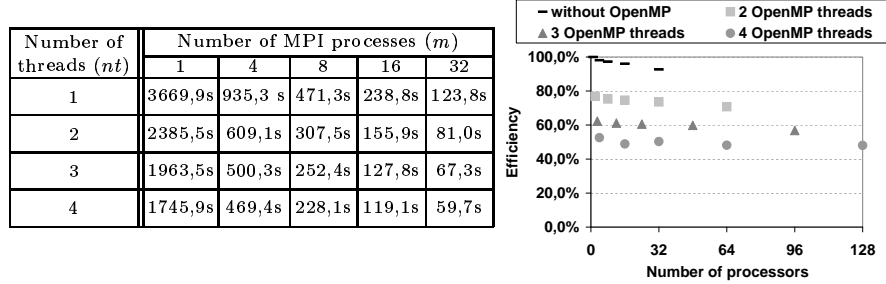 Number of threads (nt) Number of MPI processes (m)
1 4 8 16 32
1 3669,9s 935,3 s 471,3s 238,8s 123,8s
2 2385,5s 609,1s 307,5s 155,9s 81,0s
3 1963,5s 500,3s 252,4s 127,8s 67,3s
4 1745,9s 469,4s 228,1s 119,1s 59,7s
without OpenMP 2 OpenMP threads
3 OpenMP threads 4 OpenMP threads
100,0%
80,0%
60,0%
40,0%
20,0%
0,0%
Efficiency
0 32 64 96 128
Number of processors